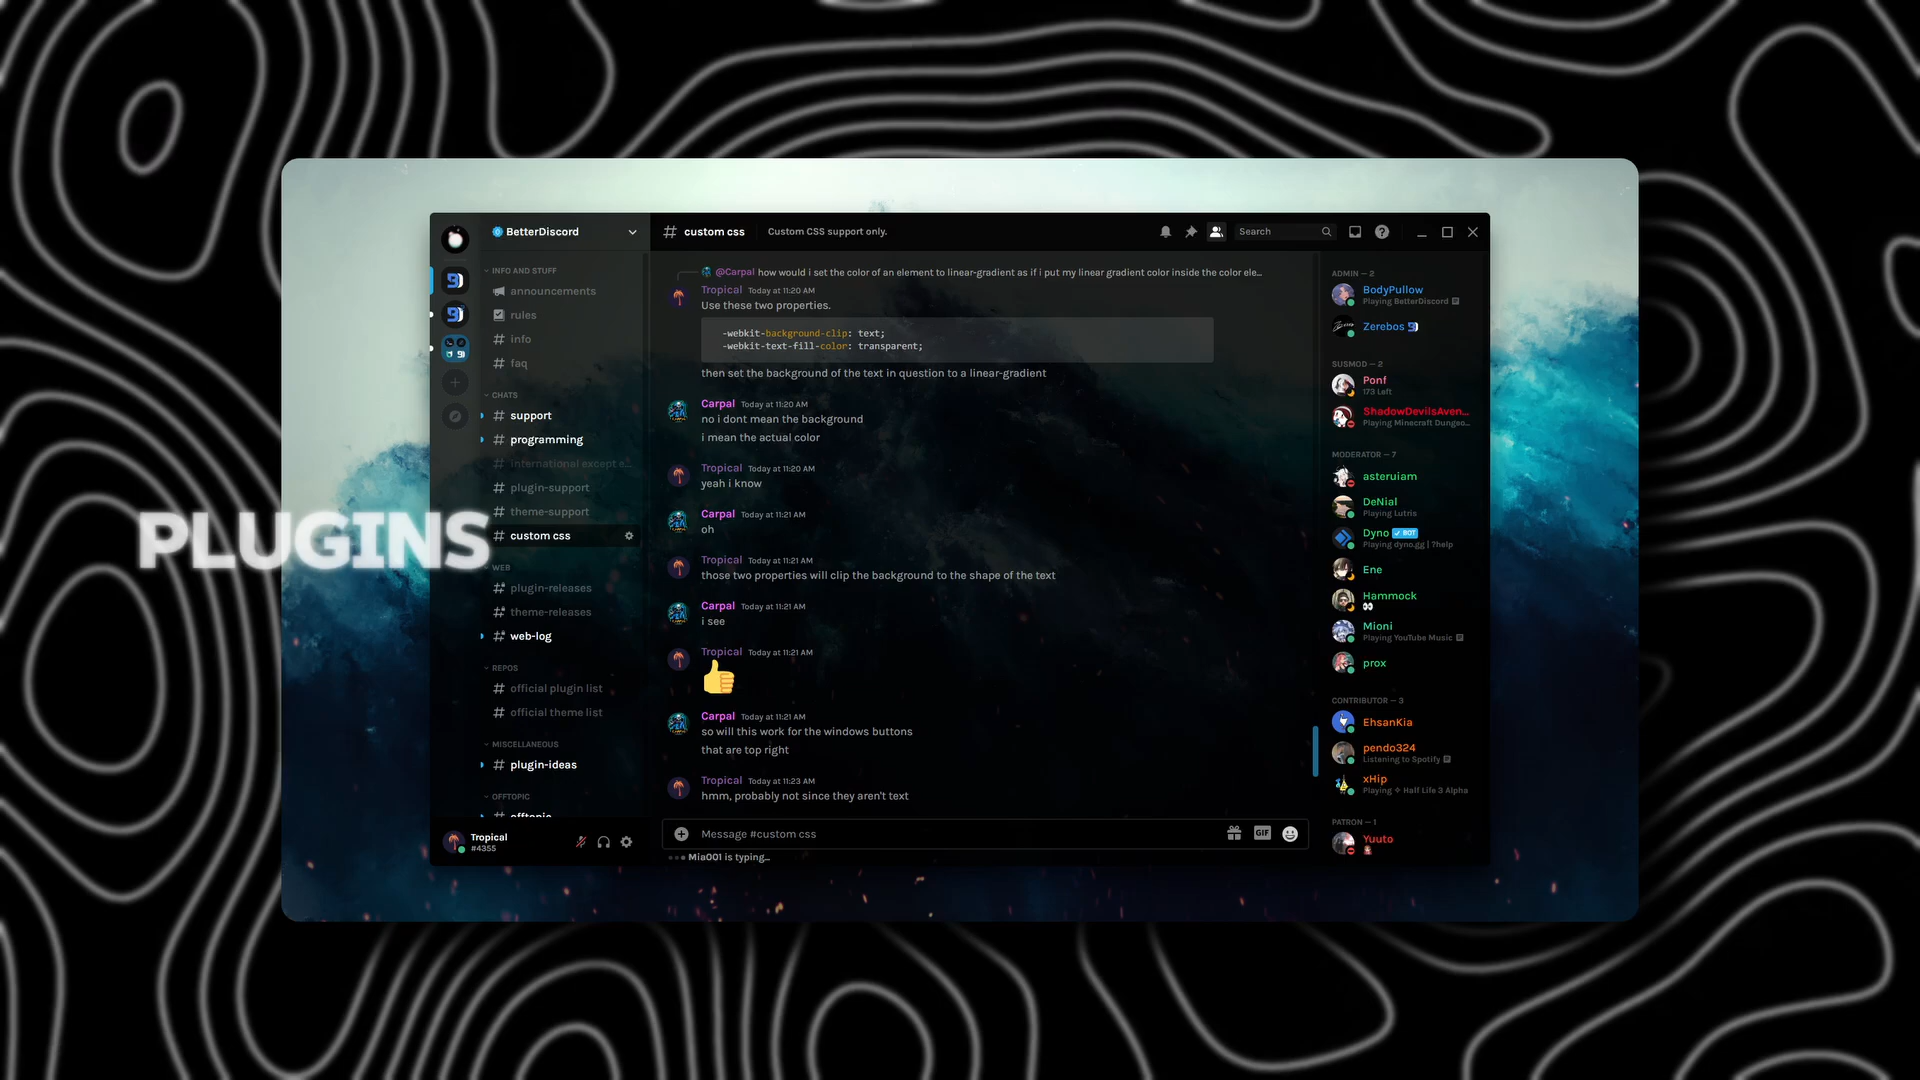 PLUGINS
BetterDiscord
INFO AND STUFF
announcements
rules
info
faq
CHATS
support
programming
international except e...
plugin-support
theme-support
custom css
WEB
plugin-releases
theme-releases
web-log
REPOS
official plugin list
official theme list
MISCELLANEOUS
plugin-ideas
OFFTOPIC
offtopic
Tropical
#4355
custom css Custom CSS support only.
Search
@Carpal how would i set the color of an element to linear-gradient as if i put my linear gradient color inside the color ele...
Tropical Today at 11:20 AM
Use these two properties.
-webkit-background-clip: text;
-webkit-text-fill-color: transparent;
then set the background of the text in question to a linear-gradient
Carpal Today at 11:20 AM
no i dont mean the background
i mean the actual color
Tropical Today at 11:20 AM
yeah i know
Carpal Today at 11:21 AM
oh
Tropical Today at 11:21 AM
those two properties will clip the background to the shape of the text
Carpal Today at 11:21 AM
i see
Tropical Today at 11:21 AM
Carpal Today at 11:21 AM
so will this work for the windows buttons
that are top right
Tropical Today at 11:23 AM
hmm, probably not since they aren't text
Message #custom css
GIF
Mia001 is typing...
ADMIN — 2
BodyPullow
Playing BetterDiscord
Zerebos
SUSMOD — 2
Ponf
173 Left
ShadowDevilsAven...
Playing Minecraft Dungeo...
MODERATOR — 7
asteruiam
DeNial
Playing Lutris
Dyno BOT
Playing dyno.gg | ?help
Ene
Hammock
Mioni
Playing YouTube Music
prox
CONTRIBUTOR — 3
EhsanKia
pendo324
Listening to Spotify
xHip
Playing Half Life 3 Alpha
PATRON — 1
Yuuto